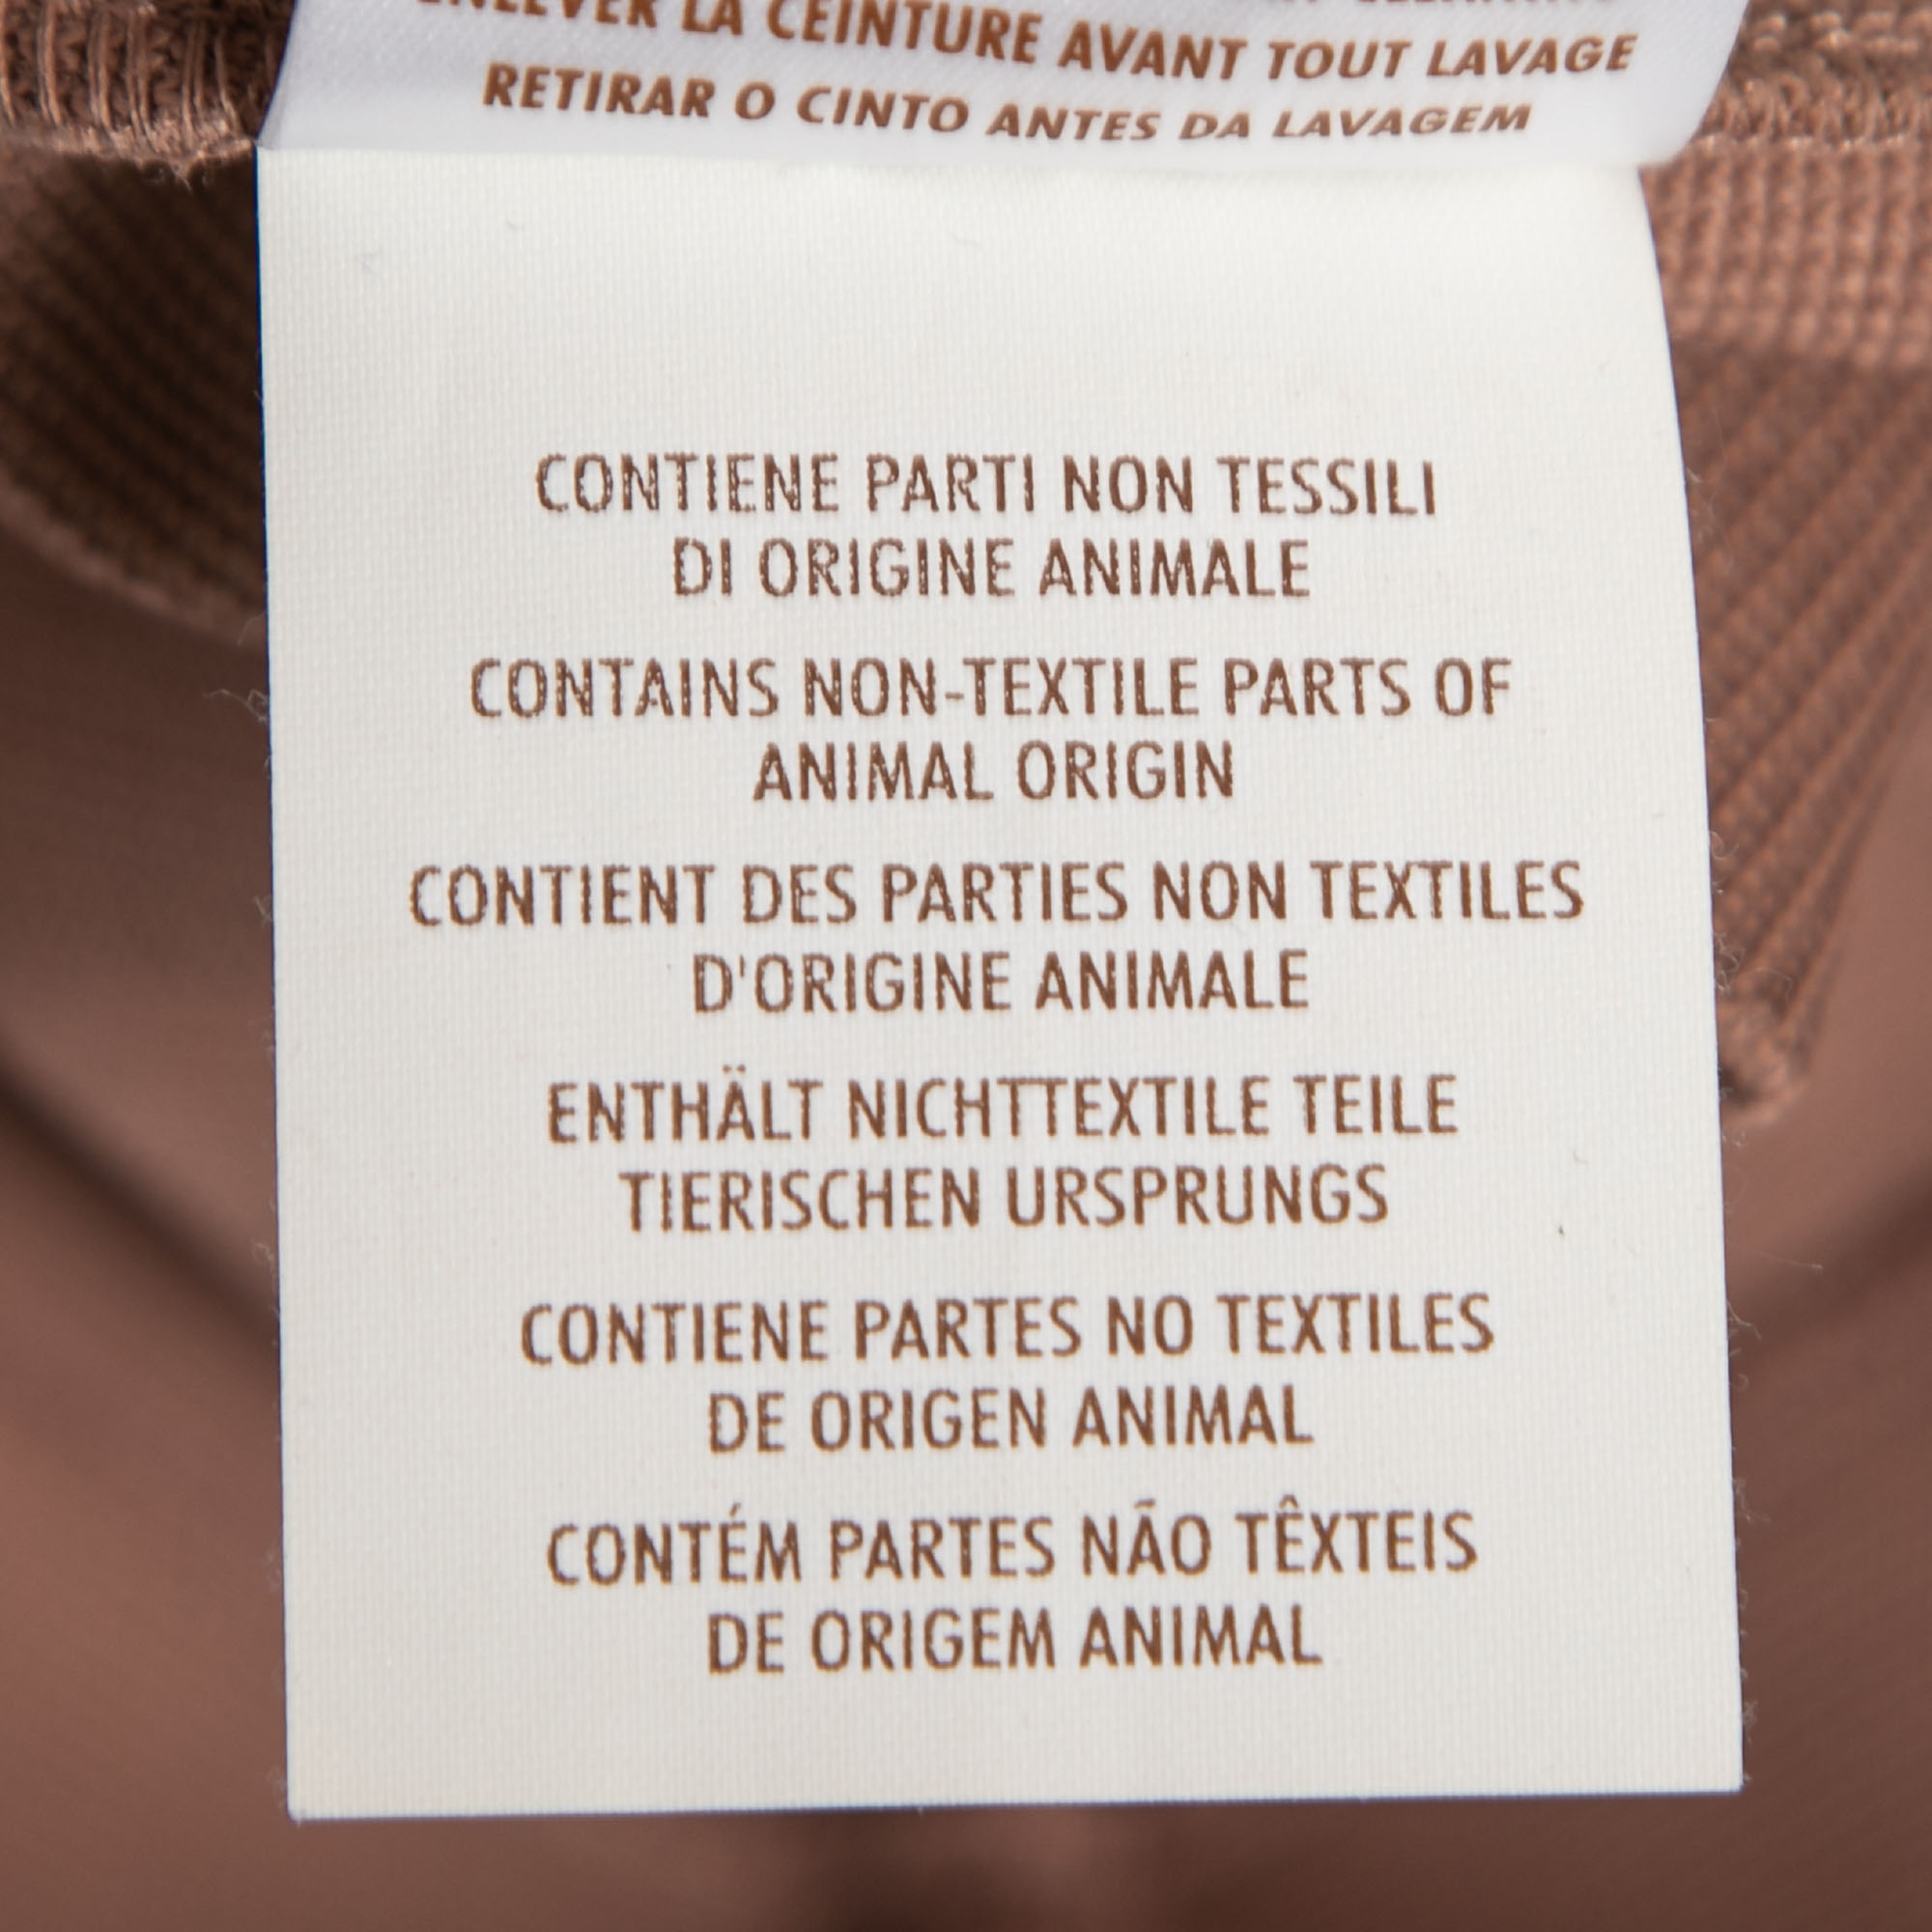 ENLEVER LA CEINTURE AVANT TOUT LAVAGE
RETIRAR O CINTO ANTES DA LAVAGEM
CONTIENE PARTI NON TESSILI
DI ORIGINE ANIMALE
CONTAINS NON-TEXTILE PARTS OF
ANIMAL ORIGIN
CONTIENT DES PARTIES NON TEXTILES
D'ORIGINE ANIMALE
ENTHÄLT NICHTTEXTILE TEILE
TIERISCHEN URSPRUNGS
CONTIENE PARTES NO TEXTILES
DE ORIGEN ANIMAL
CONTÉM PARTES NÃO TÊXTEIS
DE ORIGEM ANIMAL